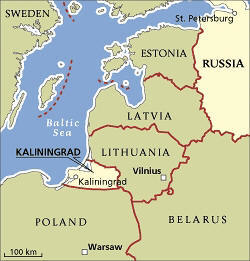 SWEDEN
St. Petersburg
ESTONIA
RUSSIA
LATVIA
Baltic
Sea
KALININGRAD
LITHUANIA
Vilnius
Kaliningrad
POLAND
BELARUS
100 km
Warsaw